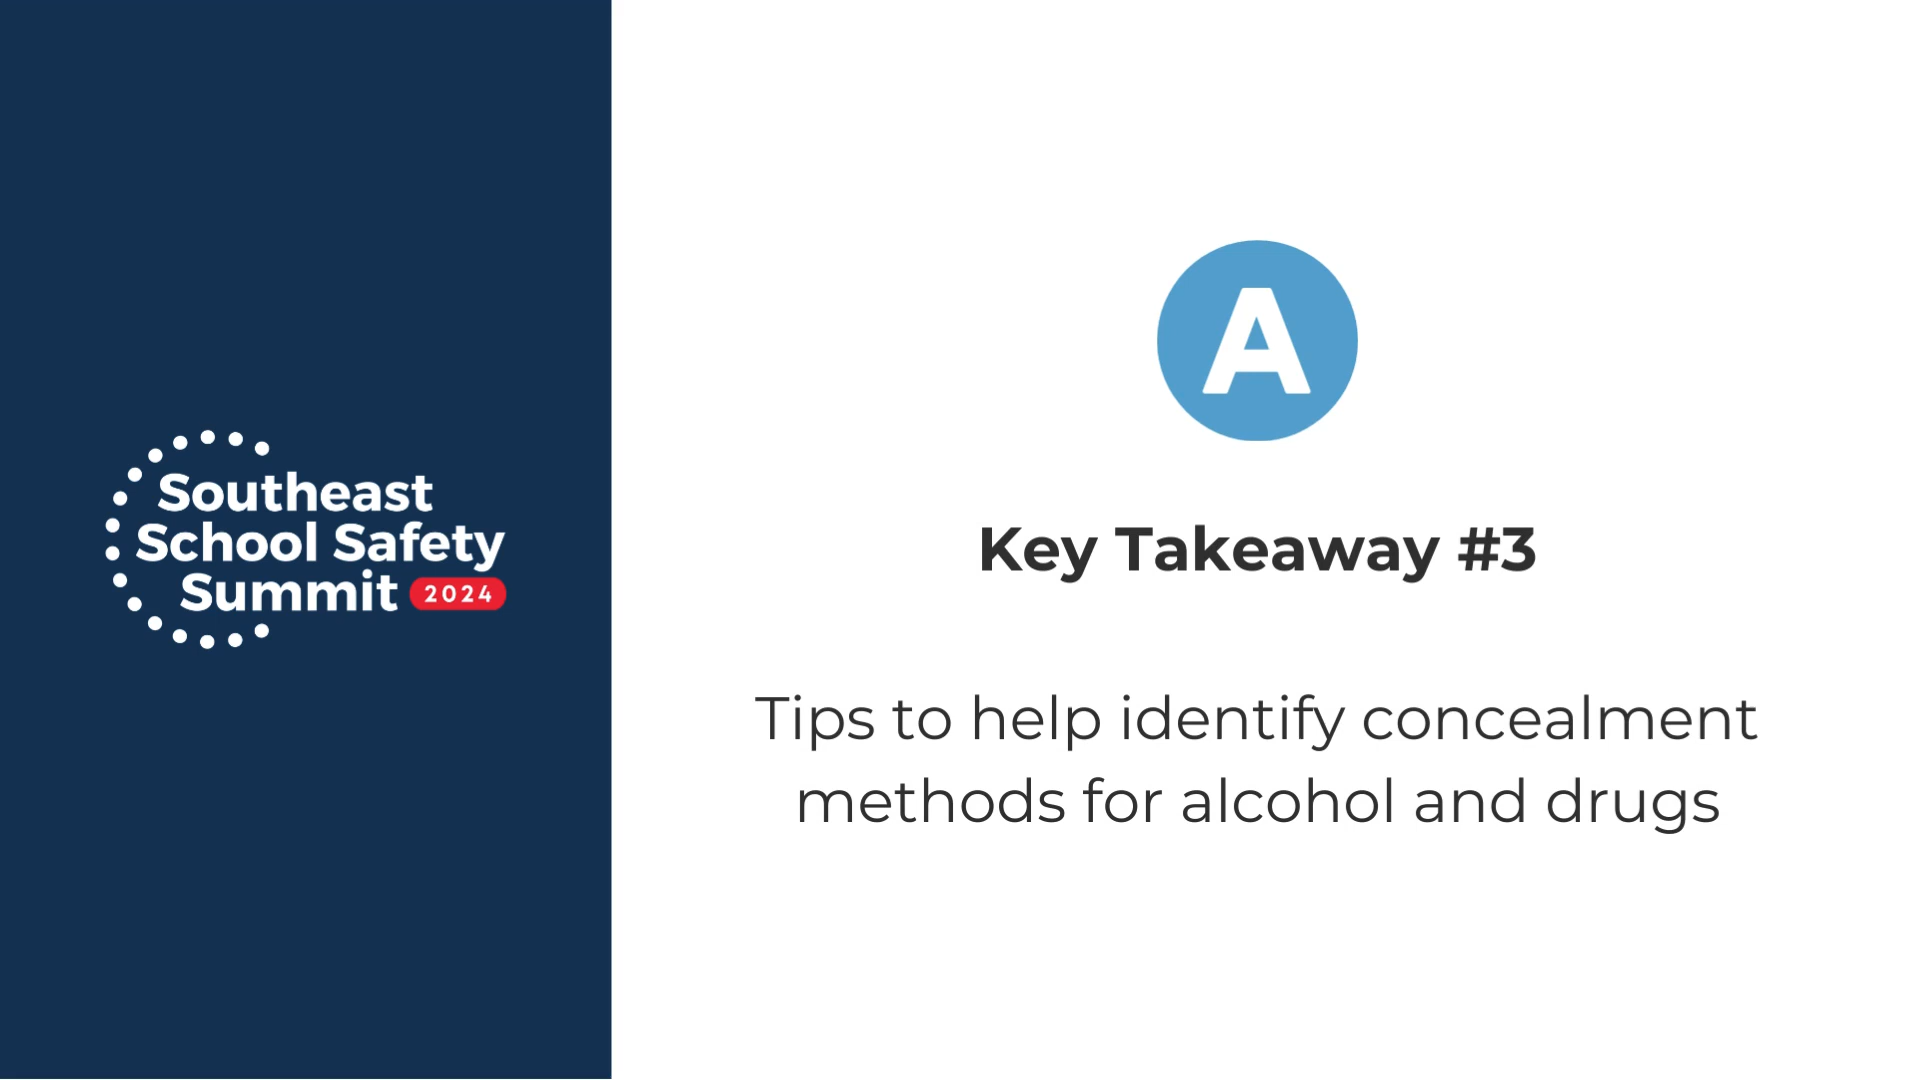 Southeast
School Safety
Summit 2024
A
Key Takeaway #3
Tips to help identify concealment
methods for alcohol and drugs